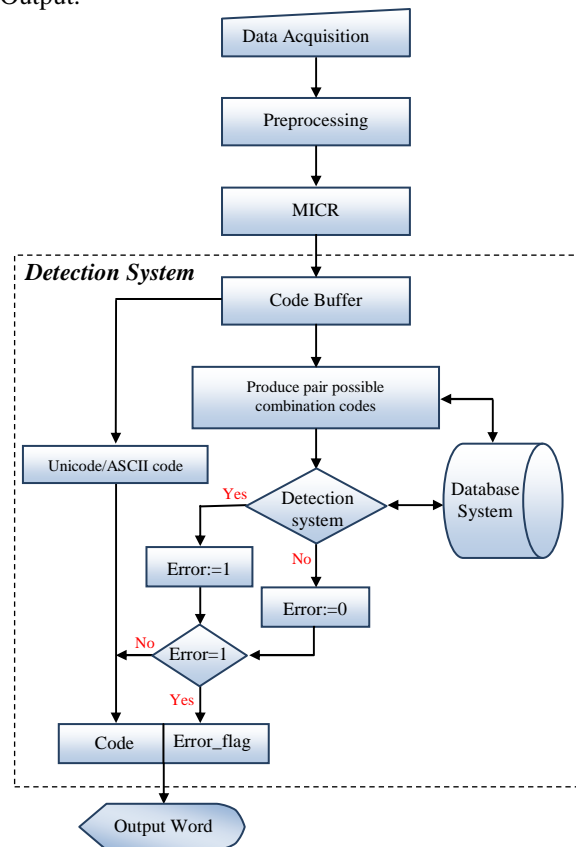 Output:
Data Acquisition
Preprocessing
MICR
Detection System
Code Buffer
Produce pair possible
combination codes
Unicode/ASCII code
Yes
Detection
system
Database
System
No
Error:=1
Error:=0
No
Error=1
Yes
Code
Error_flag
Output Word